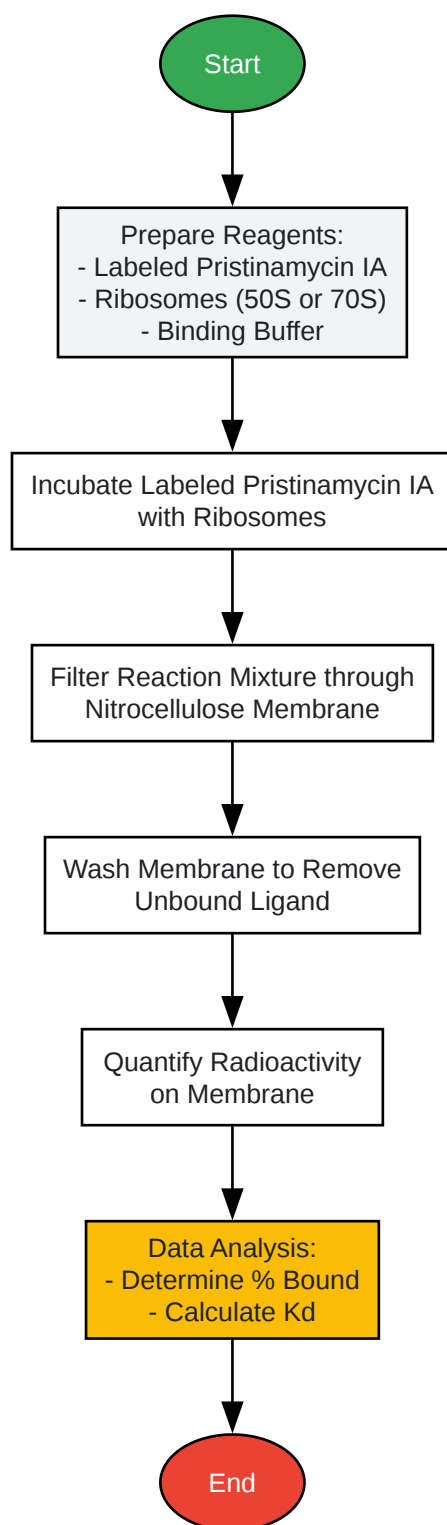 Start
Prepare Reagents:
- Labeled Pristinamycin IA
- Ribosomes (50S or 70S)
- Binding Buffer
Incubate Labeled Pristinamycin IA
with Ribosomes
Filter Reaction Mixture through
Nitrocellulose Membrane
Wash Membrane to Remove
Unbound Ligand
Quantify Radioactivity
on Membrane
Data Analysis:
- Determine % Bound
- Calculate Kd
End